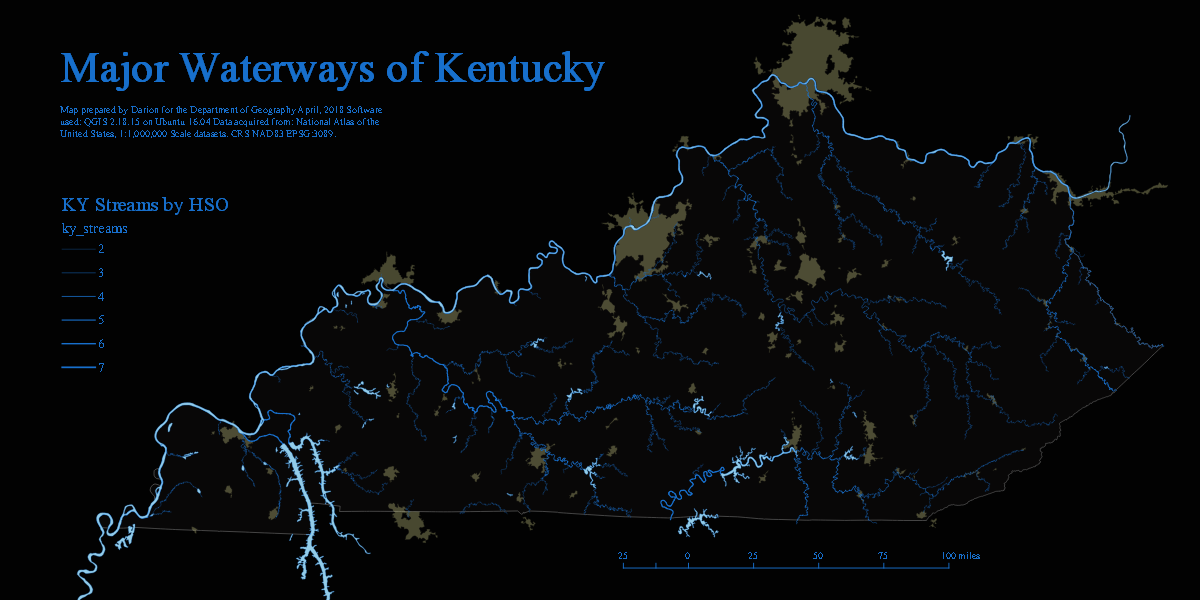 Major Waterways of Kentucky
Map prepared by Darion for the Department of Geography April, 2018 Software
used: QGIS 2.18.15 on Ubuntu 16.04 Data acquired from: National Atlas of the
United States, 1:1,000,000 Scale datasets. CRS NAD83 EPSG:3089.
KY Streams by HSO
ky_streams
2
3
4
5
6
7
25 0 25 50 75 100 miles